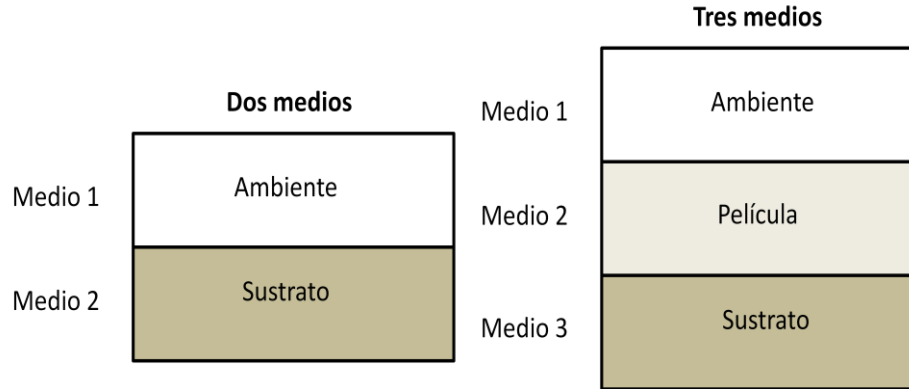 Dos medios
Medio 1
Ambiente
Medio 2
Sustrato
Tres medios
Medio 1
Ambiente
Medio 2
Película
Medio 3
Sustrato